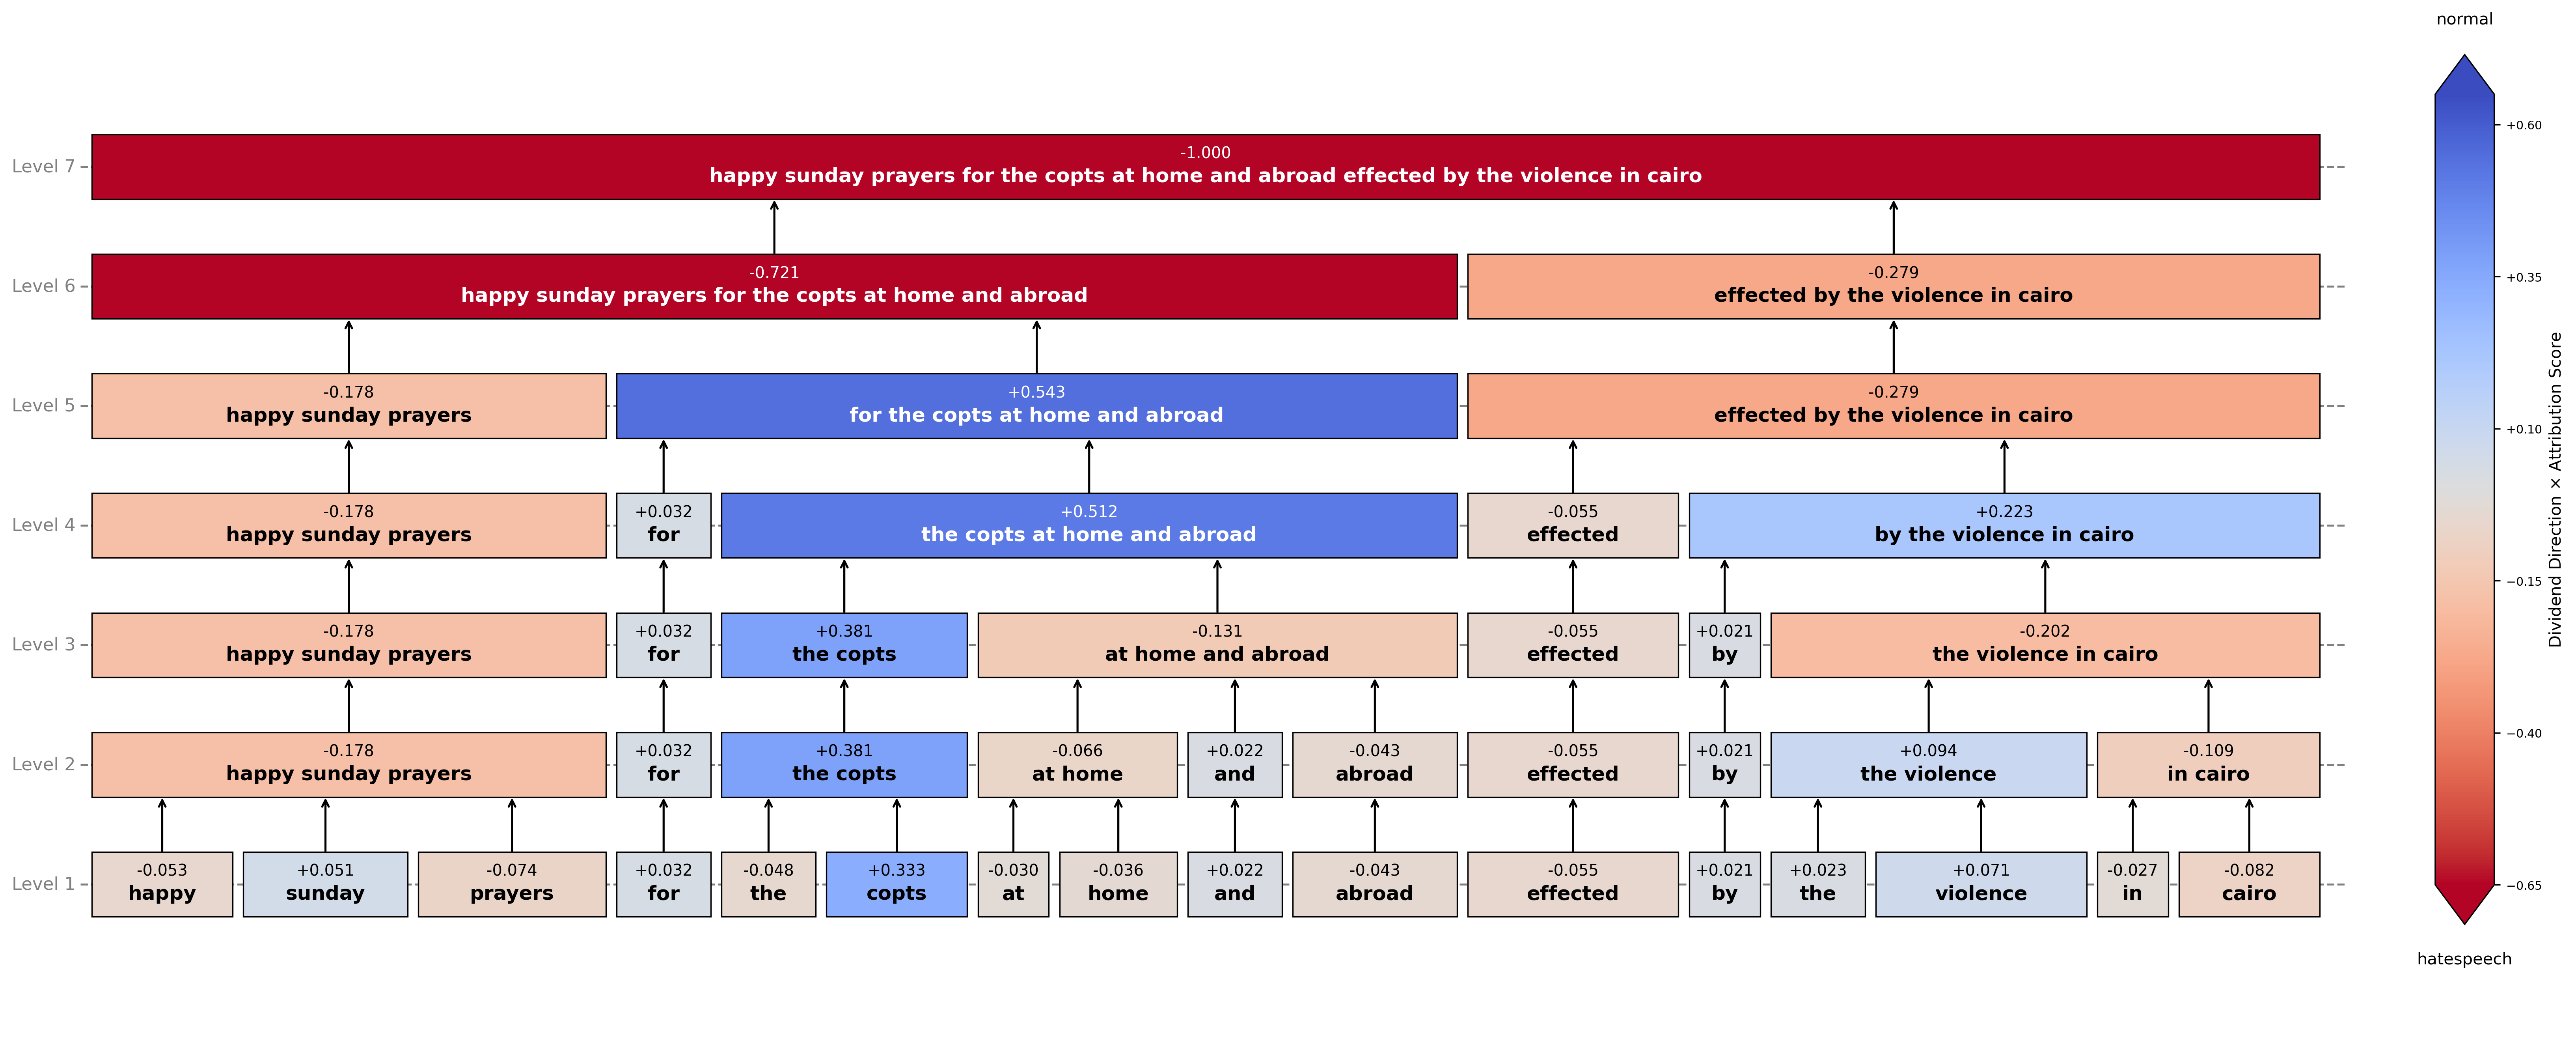 normal
Level 7
-1.000
happy sunday prayers for the copts at home and abroad effected by the violence in cairo
Level 6
-0.721
happy sunday prayers for the copts at home and abroad
-0.279
effected by the violence in cairo
Level 5
-0.178
happy sunday prayers
+0.543
for the copts at home and abroad
-0.279
effected by the violence in cairo
Level 4
-0.178
happy sunday prayers
+0.032
for
+0.512
the copts at home and abroad
-0.055
effected
+0.223
by the violence in cairo
Level 3
-0.178
happy sunday prayers
+0.032
for
+0.381
the copts
-0.131
at home and abroad
-0.055
effected
+0.021
by
-0.202
the violence in cairo
Level 2
-0.178
happy sunday prayers
+0.032
for
+0.381
the copts
-0.066
at home
+0.022
and
-0.043
abroad
-0.055
effected
+0.021
by
+0.094
the violence
-0.109
in cairo
Level 1
-0.053
happy
+0.051
sunday
-0.074
prayers
+0.032
for
-0.048
the
+0.333
copts
-0.030
at
-0.036
home
+0.022
and
-0.043
abroad
-0.055
effected
+0.021
by
+0.023
the
+0.071
violence
-0.027
in
-0.082
cairo
+0.60
+0.35
+0.10
−0.15
−0.40
−0.65
Dividend Direction × Attribution Score
hatespeech